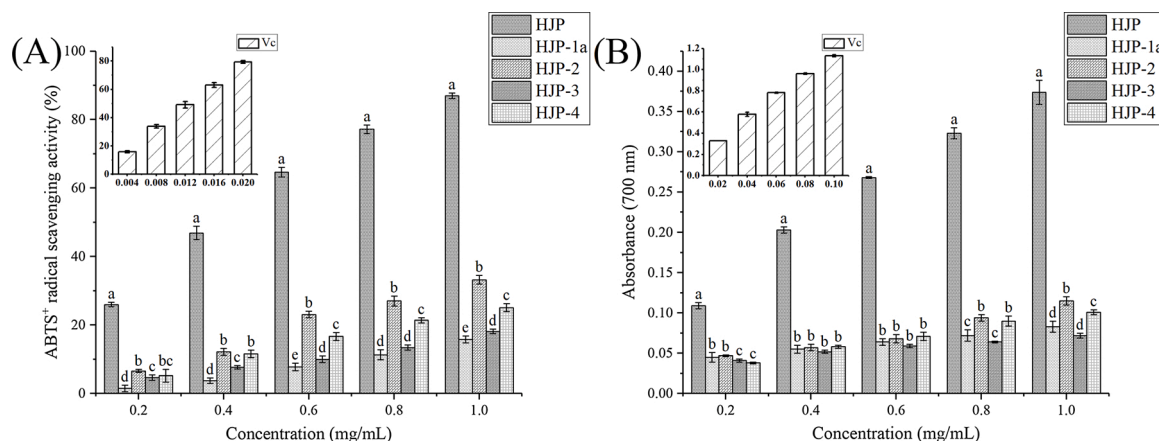 (A)
ABTS+ radical scavenging activity (%)
100
80
60
40
20
0
Vc
80
60
40
20
0
0.004 0.008 0.012 0.016 0.020
HJP
HJP-1a
HJP-2
HJP-3
HJP-4
a
d
b
c
bc
a
d
b
c
b
a
e
b
d
c
a
d
b
d
c
a
e
b
d
c
0.2 0.4 0.6 0.8 1.0
Concentration (mg/mL)
(B)
Absorbance (700 nm)
0.40
0.35
0.30
0.25
0.20
0.15
0.10
0.05
0.00
Vc
1.2
1.0
0.8
0.6
0.4
0.2
0.0
0.02 0.04 0.06 0.08 0.10
HJP
HJP-1a
HJP-2
HJP-3
HJP-4
a
b
b
c
c
a
b
b
b
b
a
b
b
b
b
a
c
b
d
b
a
d
b
d
c
0.2 0.4 0.6 0.8 1.0
Concentration (mg/mL)